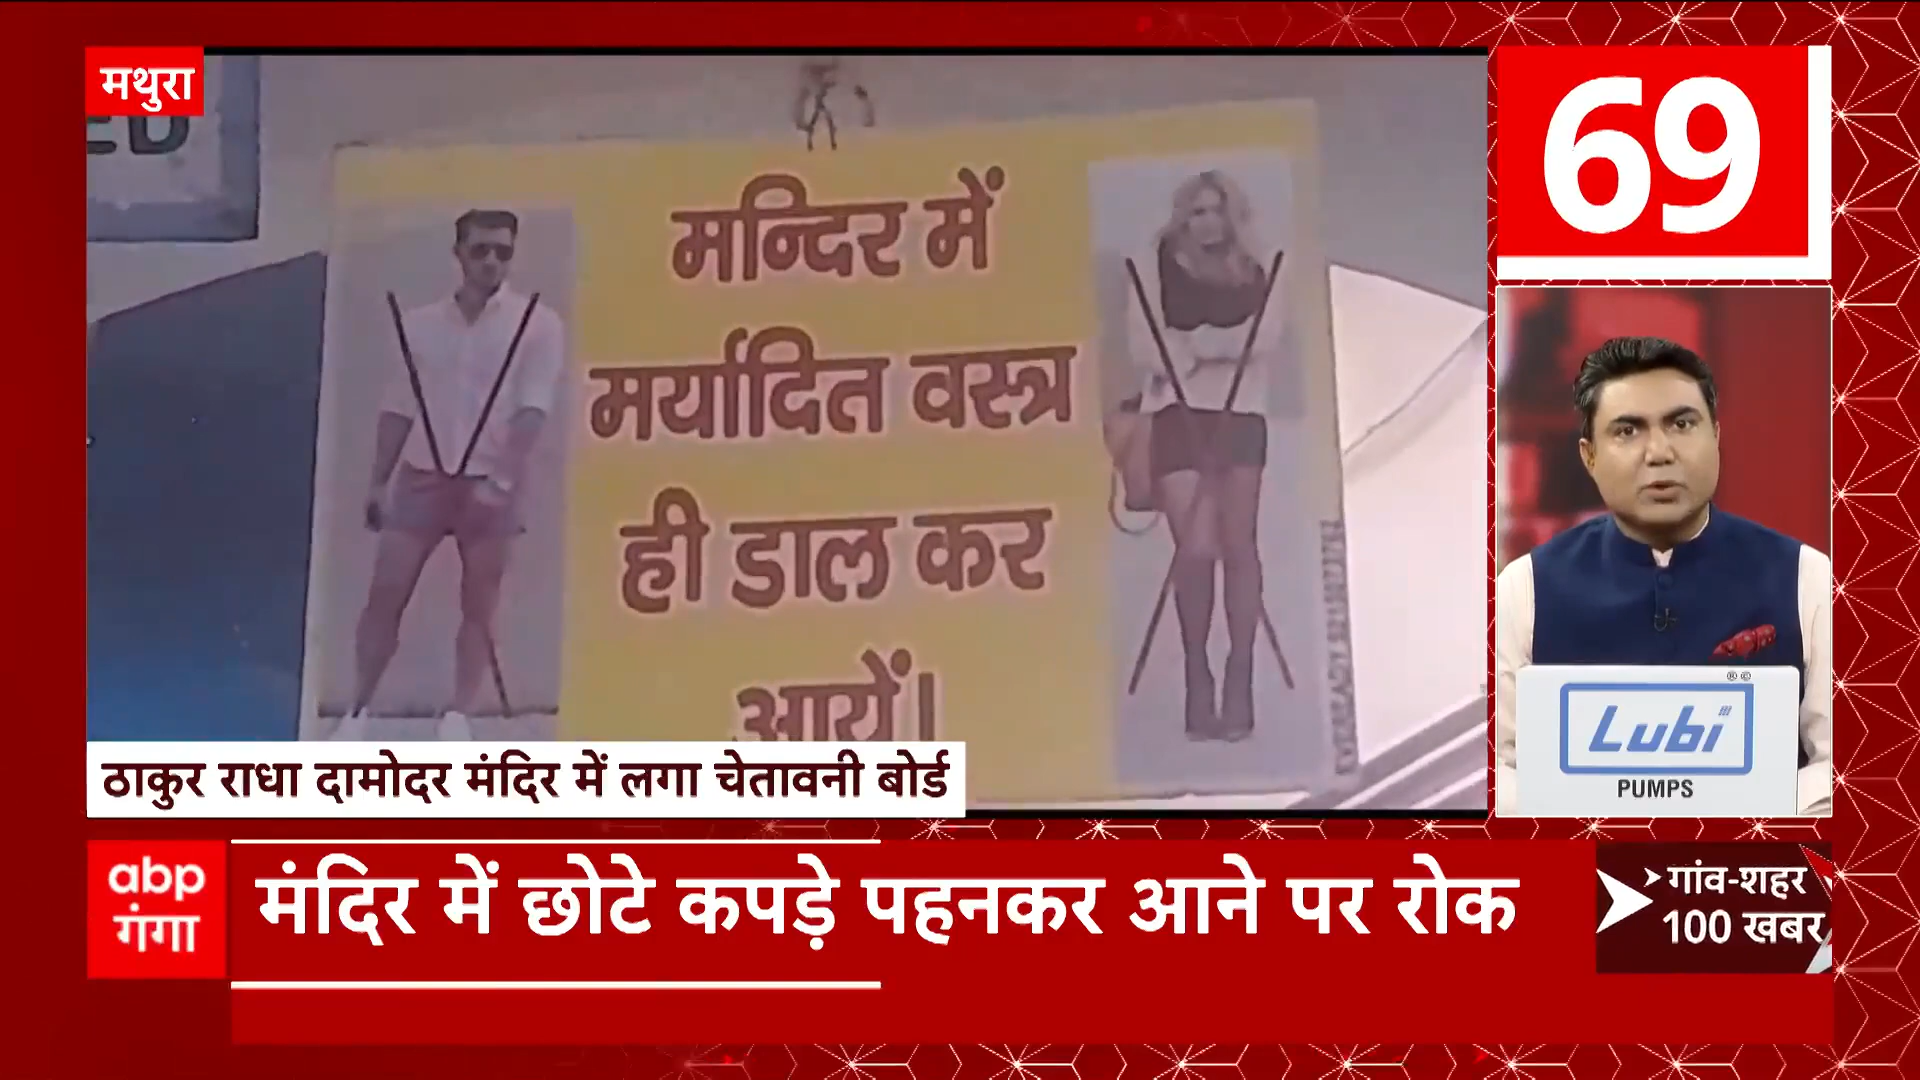 मथुरा
ED
मन्दिर में
मर्यादित वस्त्र
ही डाल कर
आयें।
69
Lubi
PUMPS
ठाकुर राधा दामोदर मंदिर में लगा चेतावनी बोर्ड
abp
गंगा
मंदिर में छोटे कपड़े पहनकर आने पर रोक
गांव-शहर
100 खबर